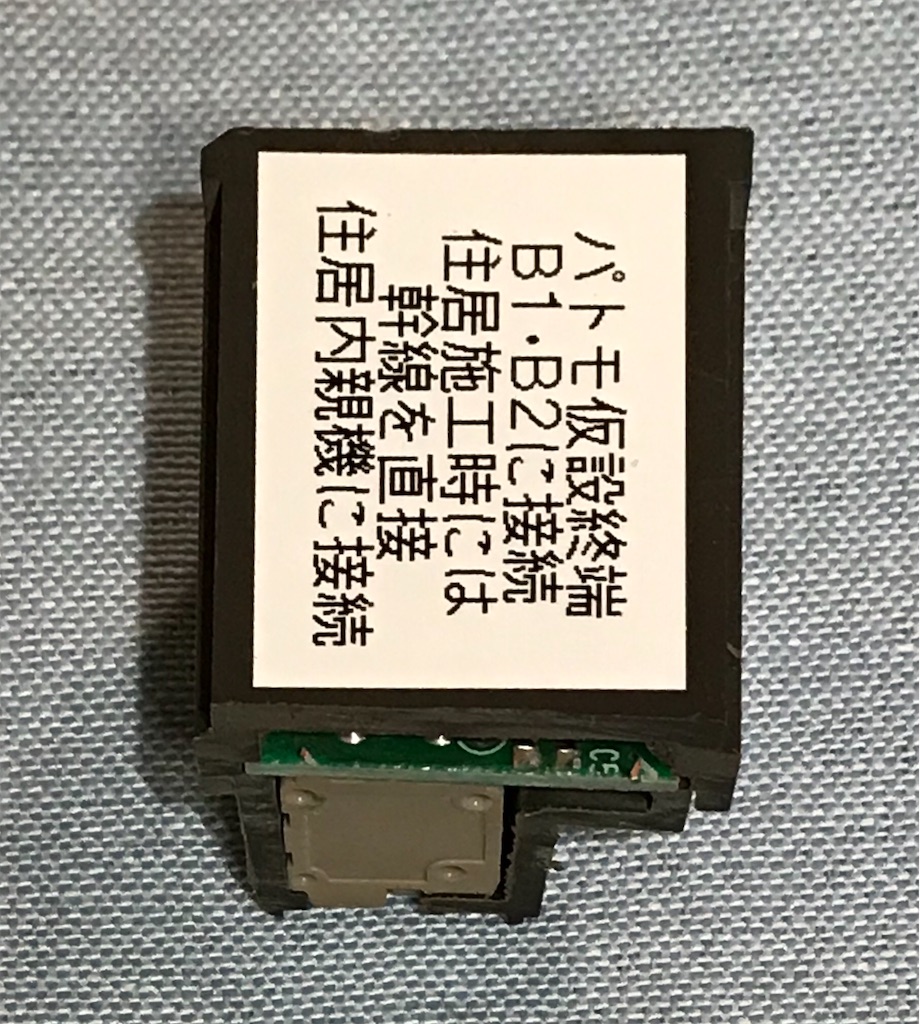 パトモ仮設終端
B1．B2に接続
住居施工時には
幹線を直接
住居内親機に接続